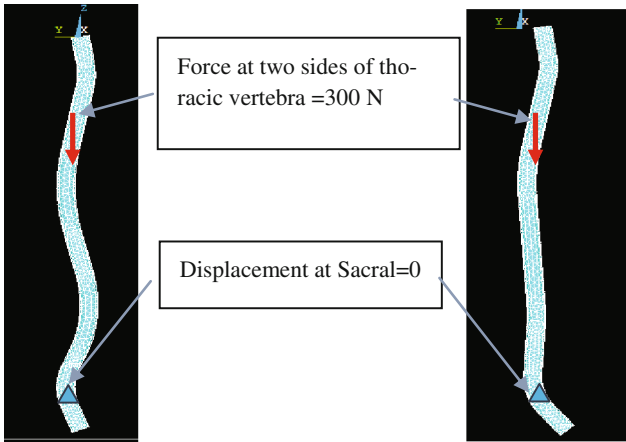 Z
Y X
Y X
Force at two sides of tho-
racic vertebra =300 N
Displacement at Sacral=0